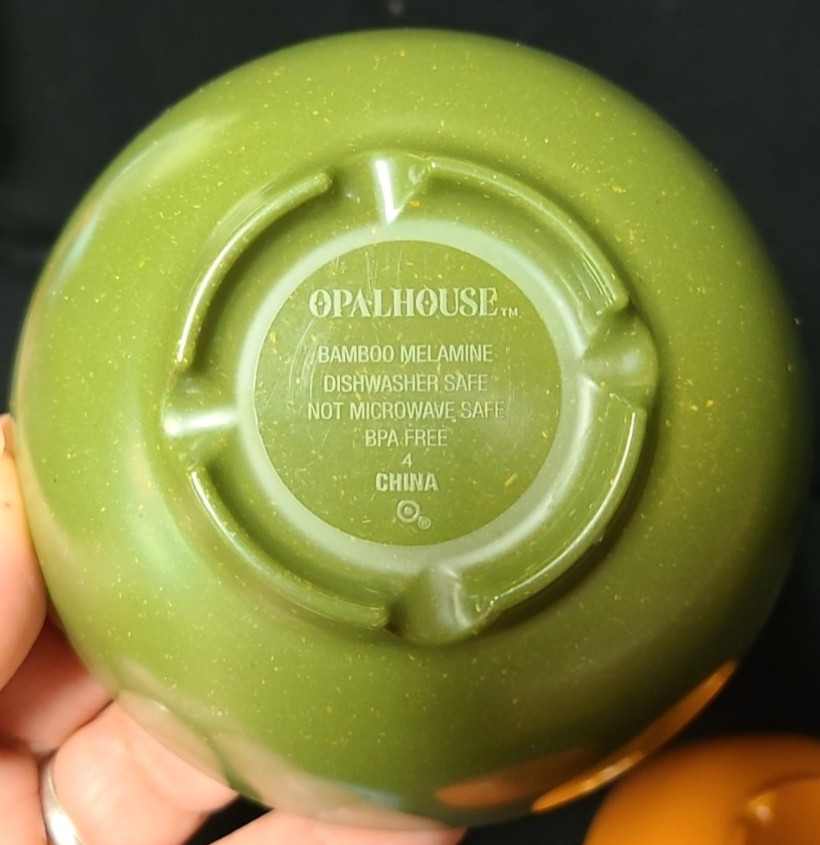 OPALHOUSE™
BAMBOO MELAMINE
DISHWASHER SAFE
NOT MICROWAVE SAFE
BPA FREE
4
CHINA
®